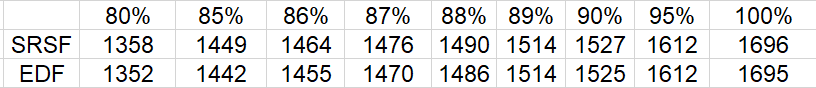 80% 85% 86% 87% 88% 89% 90% 95% 100%
SRSF 1358 1449 1464 1476 1490 1514 1527 1612 1696
EDF 1352 1442 1455 1470 1486 1514 1525 1612 1695